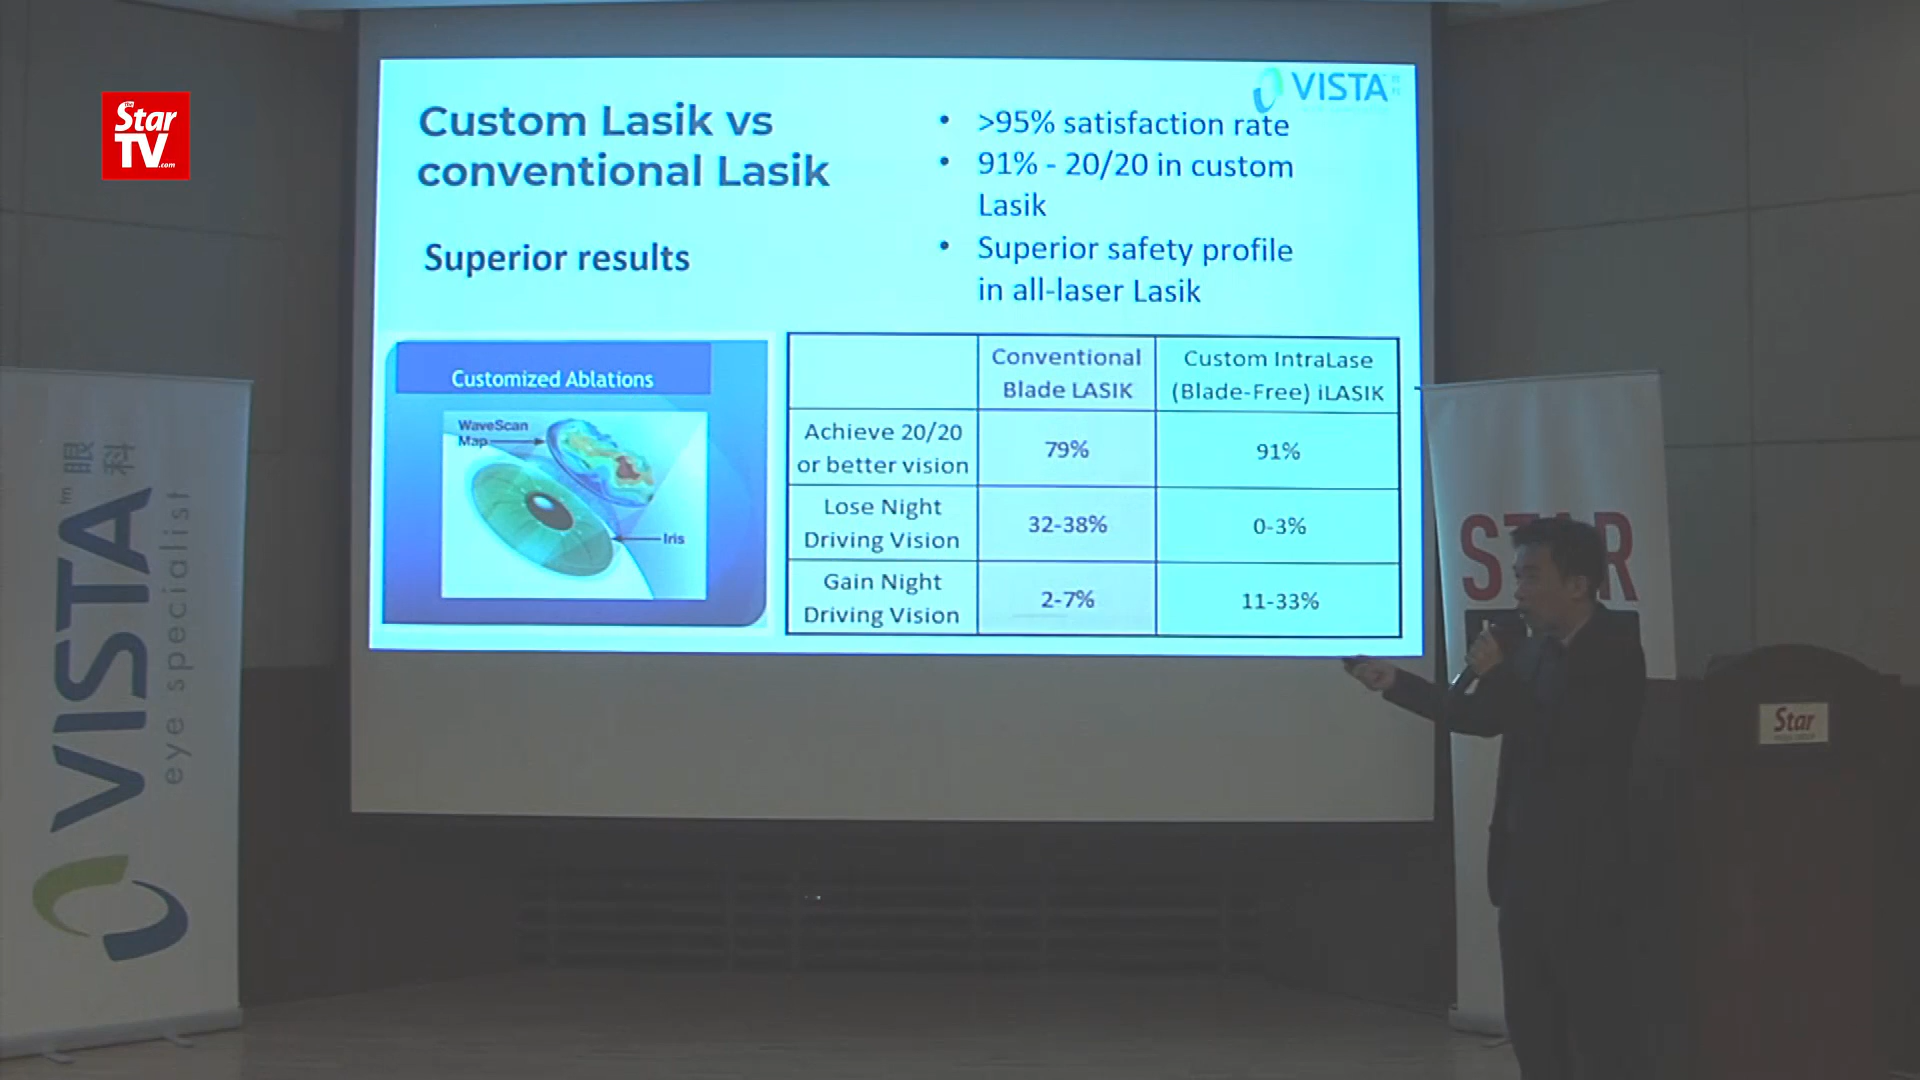 The
Star
TV
.com
VISTA
Custom Lasik vs
conventional Lasik
Superior results
• >95% satisfaction rate
• 91% - 20/20 in custom
Lasik
• Superior safety profile
in all-laser Lasik
Customized Ablations
WaveScan
Map
Iris
Conventional
Blade LASIK
Custom IntraLase
(Blade-Free) iLASIK
Achieve 20/20
or better vision
79%
91%
Lose Night
Driving Vision
32-38%
0-3%
Gain Night
Driving Vision
2-7%
11-33%
VISTA™ 眼科
eye specialist
Star